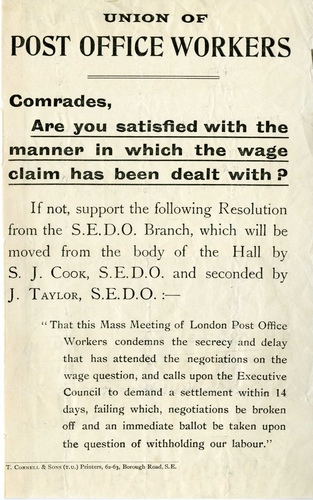 UNION OF
POST OFFICE WORKERS
Comrades,
Are you satisfied with the
manner in which the wage
claim has been dealt with?
If not, support the following Resolution
from the S.E.D.O. Branch, which will be
moved from the body of the Hall by
S. J. Cook, S.E.D.O. and seconded by
J. Taylor, S.E.D.O. :—
"That this Mass Meeting of London Post Office
Workers condemns the secrecy and delay
that has attended the negotiations on the
wage question, and calls upon the Executive
Council to demand a settlement within 14
days, failing which, negotiations be broken
off and an immediate ballot be taken upon
the question of withholding our labour."
T. Cornell & Sons (T.U.) Printers, 62-63, Borough Road, S.E.